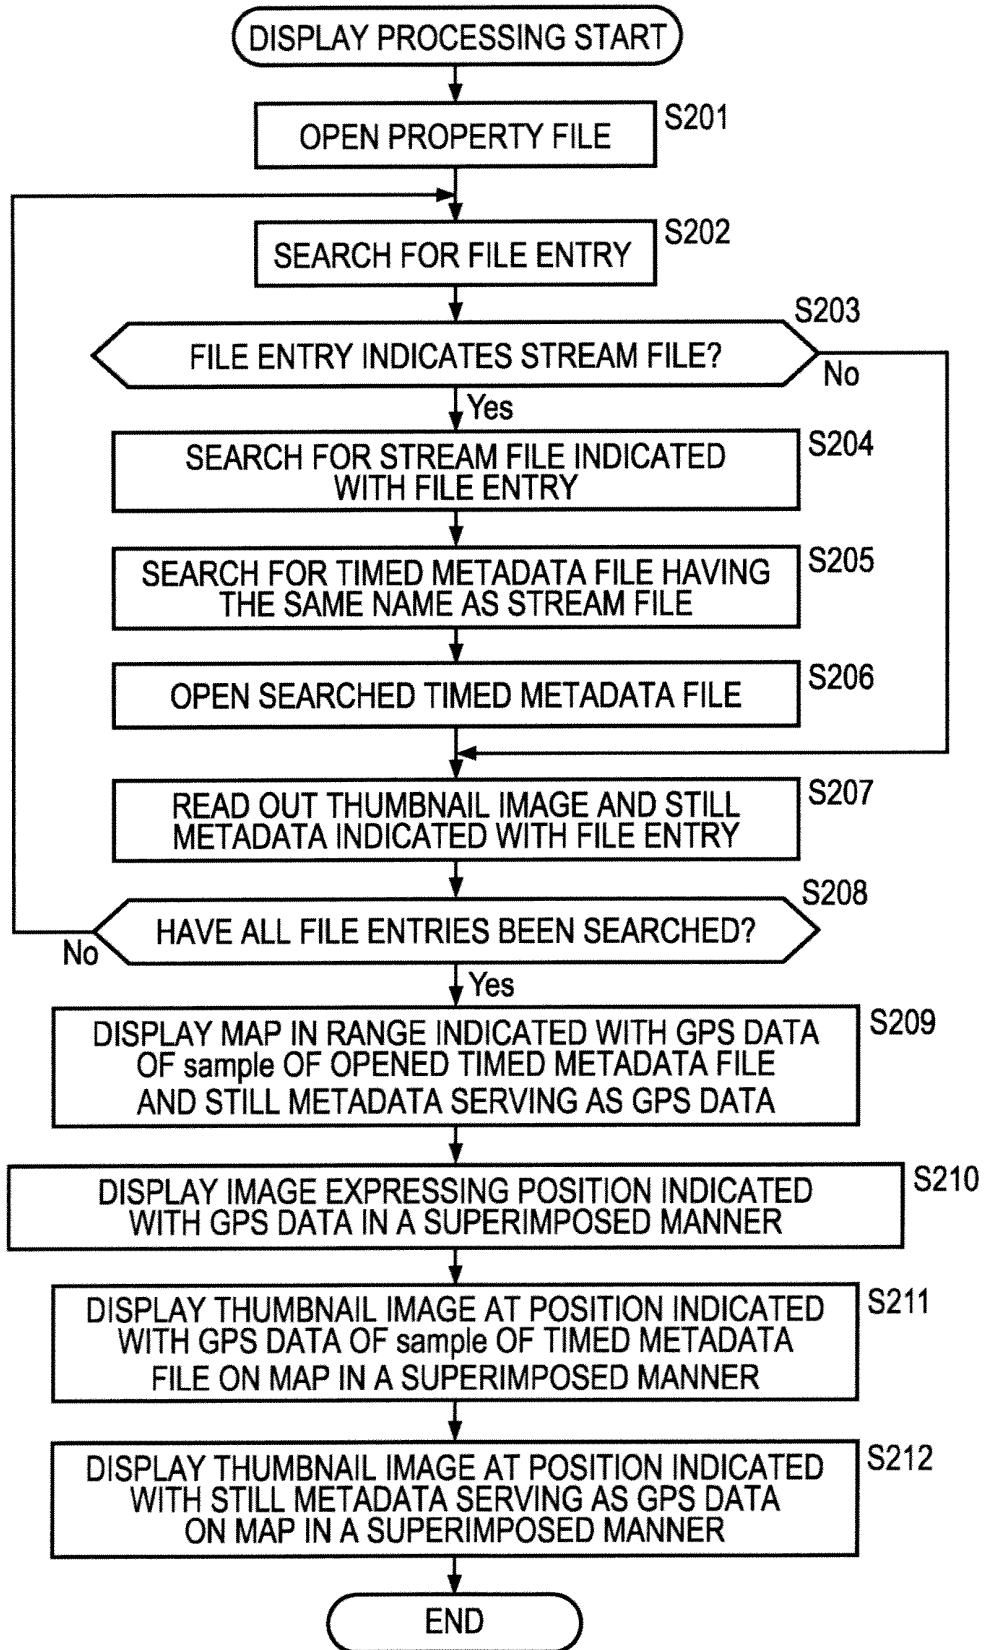 DISPLAY PROCESSING START
S201
OPEN PROPERTY FILE
S202
SEARCH FOR FILE ENTRY
S203
FILE ENTRY INDICATES STREAM FILE?
No
Yes
S204
SEARCH FOR STREAM FILE INDICATED
WITH FILE ENTRY
S205
SEARCH FOR TIMED METADATA FILE HAVING
THE SAME NAME AS STREAM FILE
S206
OPEN SEARCHED TIMED METADATA FILE
S207
READ OUT THUMBNAIL IMAGE AND STILL
METADATA INDICATED WITH FILE ENTRY
S208
HAVE ALL FILE ENTRIES BEEN SEARCHED?
No
Yes
S209
DISPLAY MAP IN RANGE INDICATED WITH GPS DATA
OF sample OF OPENED TIMED METADATA FILE
AND STILL METADATA SERVING AS GPS DATA
S210
DISPLAY IMAGE EXPRESSING POSITION INDICATED
WITH GPS DATA IN A SUPERIMPOSED MANNER
S211
DISPLAY THUMBNAIL IMAGE AT POSITION INDICATED
WITH GPS DATA OF sample OF TIMED METADATA
FILE ON MAP IN A SUPERIMPOSED MANNER
S212
DISPLAY THUMBNAIL IMAGE AT POSITION INDICATED
WITH STILL METADATA SERVING AS GPS DATA
ON MAP IN A SUPERIMPOSED MANNER
END